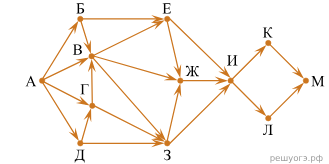 Б Е
В К
А Ж И М
Г
Д З Л
решуогэ.рф